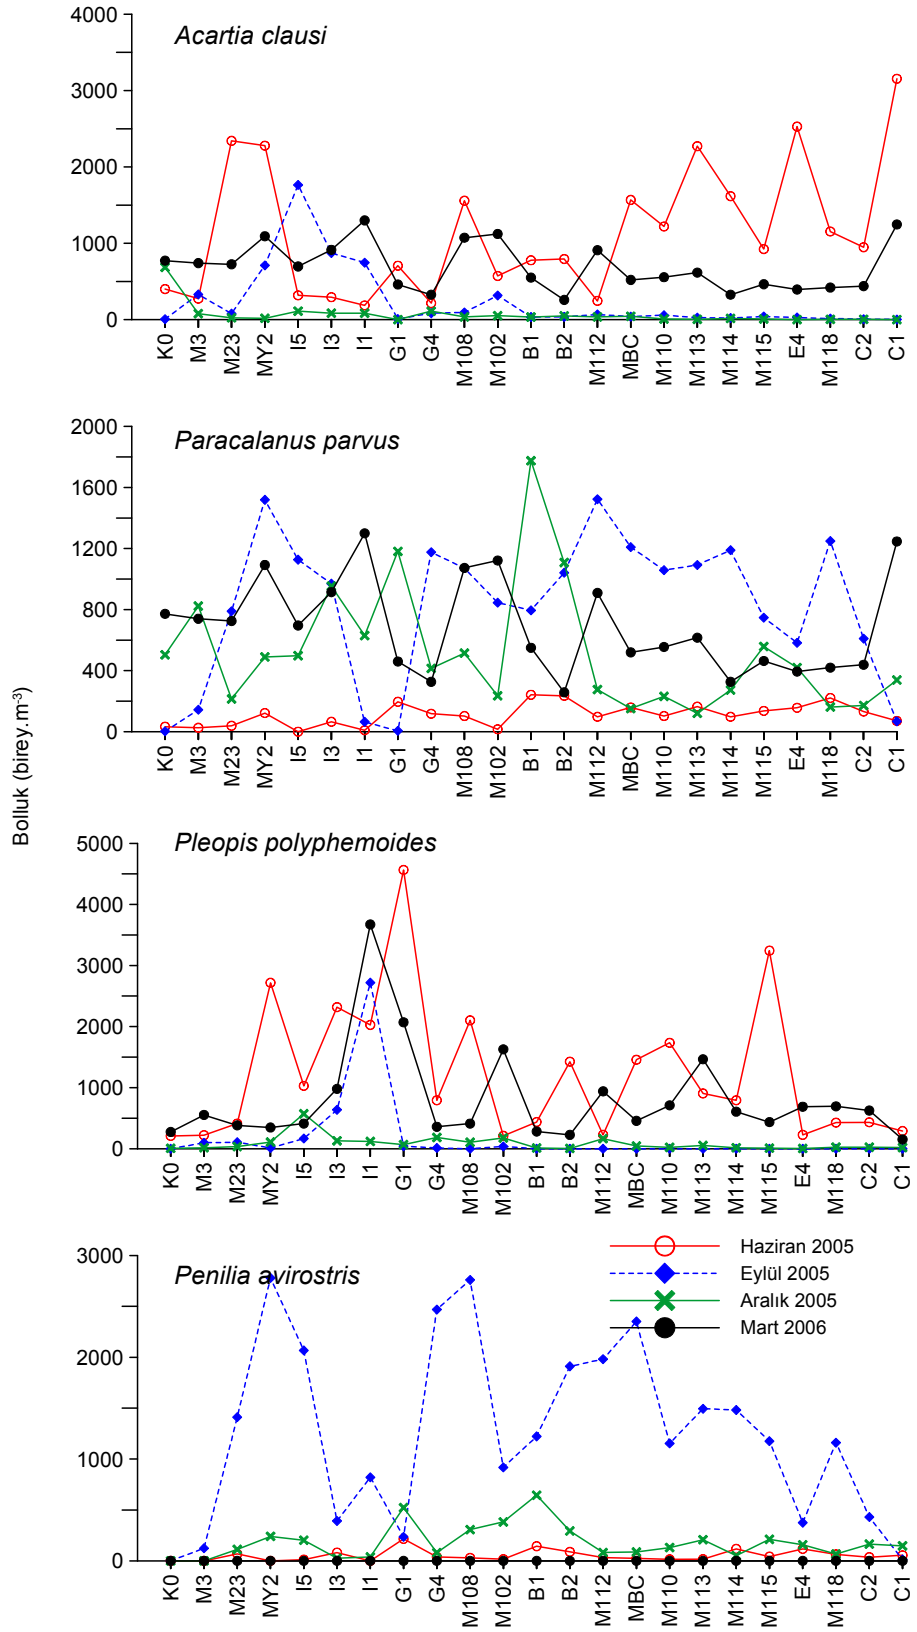 Bolluk (birey.m-3)
Acartia clausi
4000
3000
2000
1000
0
K0 M3 M23 MY2 I5 I3 I1 G1 G4 M108 M102 B1 B2 M112 MBC M110 M113 M114 M115 E4 M118 C2 C1
Paracalanus parvus
2000
1600
1200
800
400
0
K0 M3 M23 MY2 I5 I3 I1 G1 G4 M108 M102 B1 B2 M112 MBC M110 M113 M114 M115 E4 M118 C2 C1
Pleopis polyphemoides
5000
4000
3000
2000
1000
0
K0 M3 M23 MY2 I5 I3 I1 G1 G4 M108 M102 B1 B2 M112 MBC M110 M113 M114 M115 E4 M118 C2 C1
Penilia avirostris
3000
2000
1000
0
Haziran 2005
Eylül 2005
Aralık 2005
Mart 2006
K0 M3 M23 MY2 I5 I3 I1 G1 G4 M108 M102 B1 B2 M112 MBC M110 M113 M114 M115 E4 M118 C2 C1